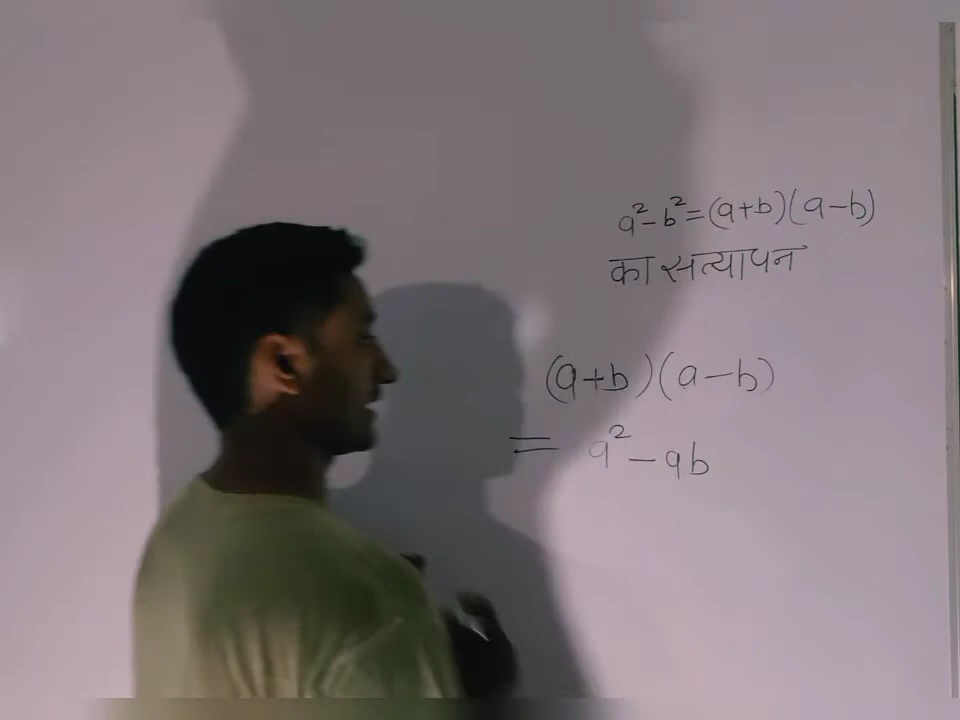 a²-b²=(a+b)(a-b)
का सत्यापन
(a+b)(a-b)
= a²-ab